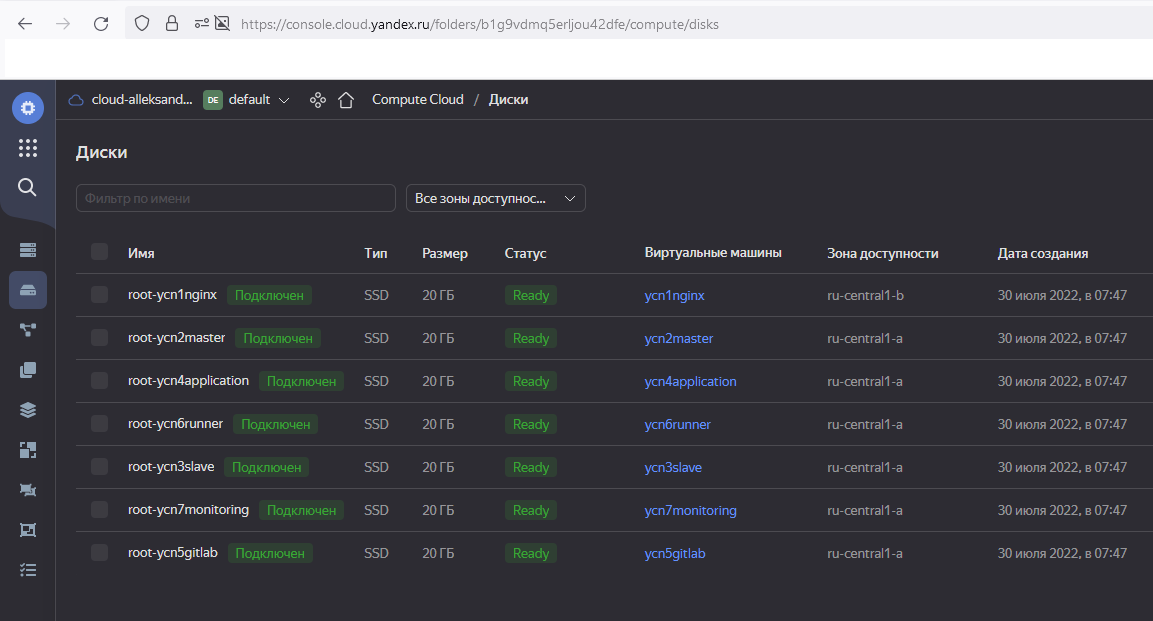 https://console.cloud.yandex.ru/folders/b1g9vdmq5erljou42dfe/compute/disks
cloud-alleksand... DE default Compute Cloud / Диски
Диски
Фильтр по имени Все зоны доступнос...
Имя Тип Размер Статус Виртуальные машины Зона доступности Дата создания
root-ycn1nginx Подключен SSD 20 ГБ Ready ycn1nginx ru-central1-b 30 июля 2022, в 07:47
root-ycn2master Подключен SSD 20 ГБ Ready ycn2master ru-central1-a 30 июля 2022, в 07:47
root-ycn4application Подключен SSD 20 ГБ Ready ycn4application ru-central1-a 30 июля 2022, в 07:47
root-ycn6runner Подключен SSD 20 ГБ Ready ycn6runner ru-central1-a 30 июля 2022, в 07:47
root-ycn3slave Подключен SSD 20 ГБ Ready ycn3slave ru-central1-a 30 июля 2022, в 07:47
root-ycn7monitoring Подключен SSD 20 ГБ Ready ycn7monitoring ru-central1-a 30 июля 2022, в 07:47
root-ycn5gitlab Подключен SSD 20 ГБ Ready ycn5gitlab ru-central1-a 30 июля 2022, в 07:47